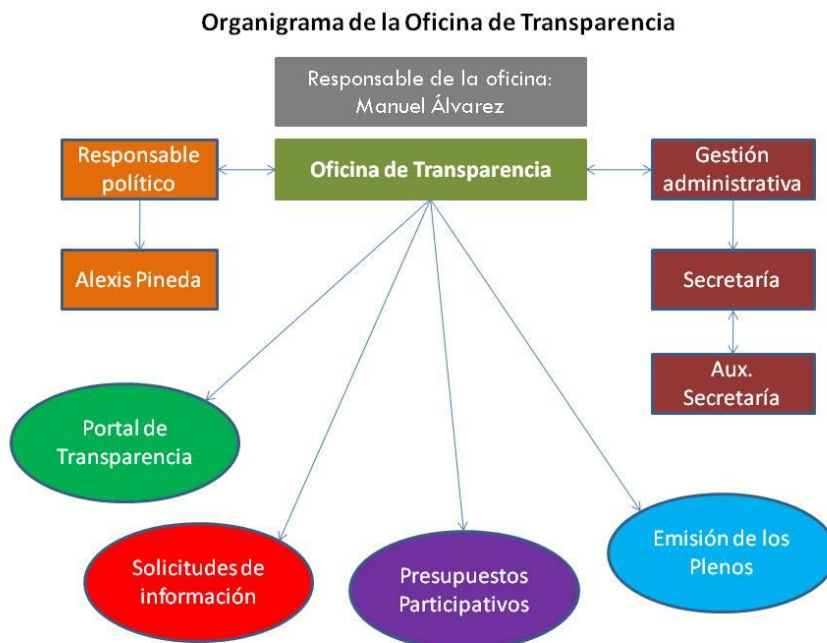 Organigrama de la Oficina de Transparencia
Responsable de la oficina:
Manuel Álvarez
Responsable
político
Oficina de Transparencia
Gestión
administrativa
Alexis Pineda
Secretaría
Aux.
Secretaría
Portal de
Transparencia
Solicitudes de
información
Presupuestos
Participativos
Emisión de los
Plenos